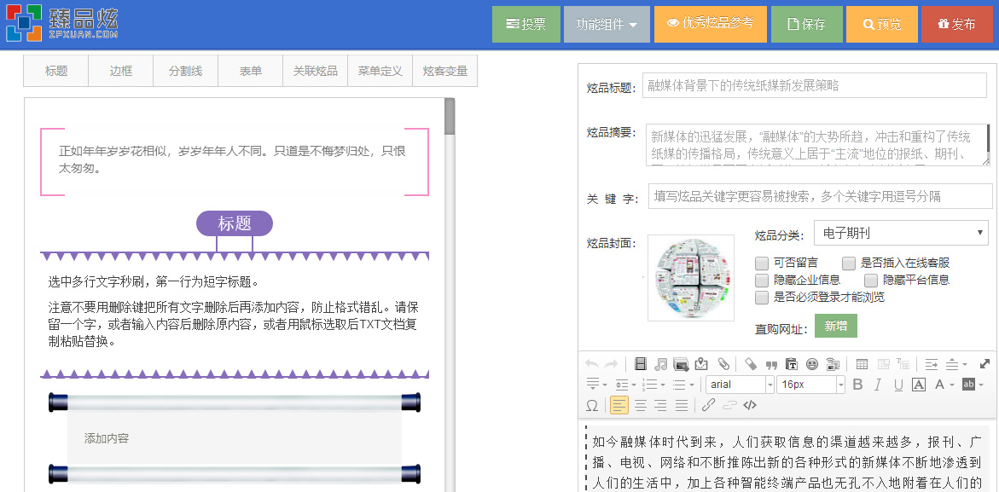 臻品炫
ZPXUAN.COM
投票
功能组件
优秀炫品参考
保存
预览
发布
标题
边框
分割线
表单
关联炫品
菜单定义
炫客变量
正如年年岁岁花相似，岁岁年年人不同。只道是不悔梦归处，只恨
太匆匆。
标题
选中多行文字秒刷，第一行为短字标题。
注意不要用删除键把所有文字删除后再添加内容，防止格式错乱。请保
留一个字，或者输入内容后删除原内容，或者用鼠标选取后TXT文档复
制粘贴替换。
添加内容
炫品标题：
融媒体背景下的传统纸媒新发展策略
炫品摘要：
新媒体的迅猛发展，“融媒体”的大势所趋，冲击和重构了传统
纸媒的传播格局，传统意义上居于“主流”地位的报纸、期刊、
关 键 字：
填写炫品关键字更容易被搜索，多个关键字用逗号分隔
炫品封面：
炫品分类：
电子期刊
可否留言
是否插入在线客服
隐藏企业信息
隐藏平台信息
是否必须登录才能浏览
直购网址：
新增
arial
16px
B I U A A ab
Ω
如今融媒体时代到来，人们获取信息的渠道越来越多，报刊、广
播、电视、网络和不断推陈出新的各种形式的新媒体不断地渗透到
人们的生活中，加上各种智能终端产品也无孔不入地附着在人们的